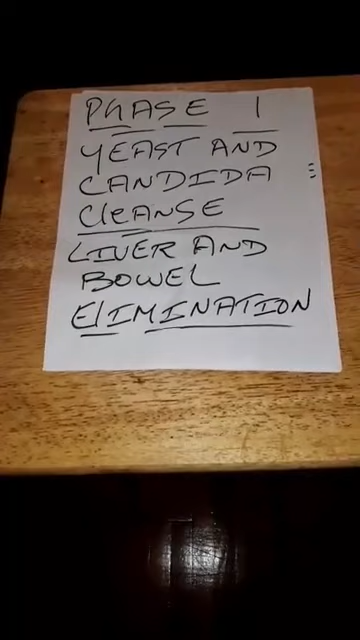 PHASE 1
YEAST AND
CANDIDA
CleANSE
LIVER AND
BOWEL
ElIMINATION